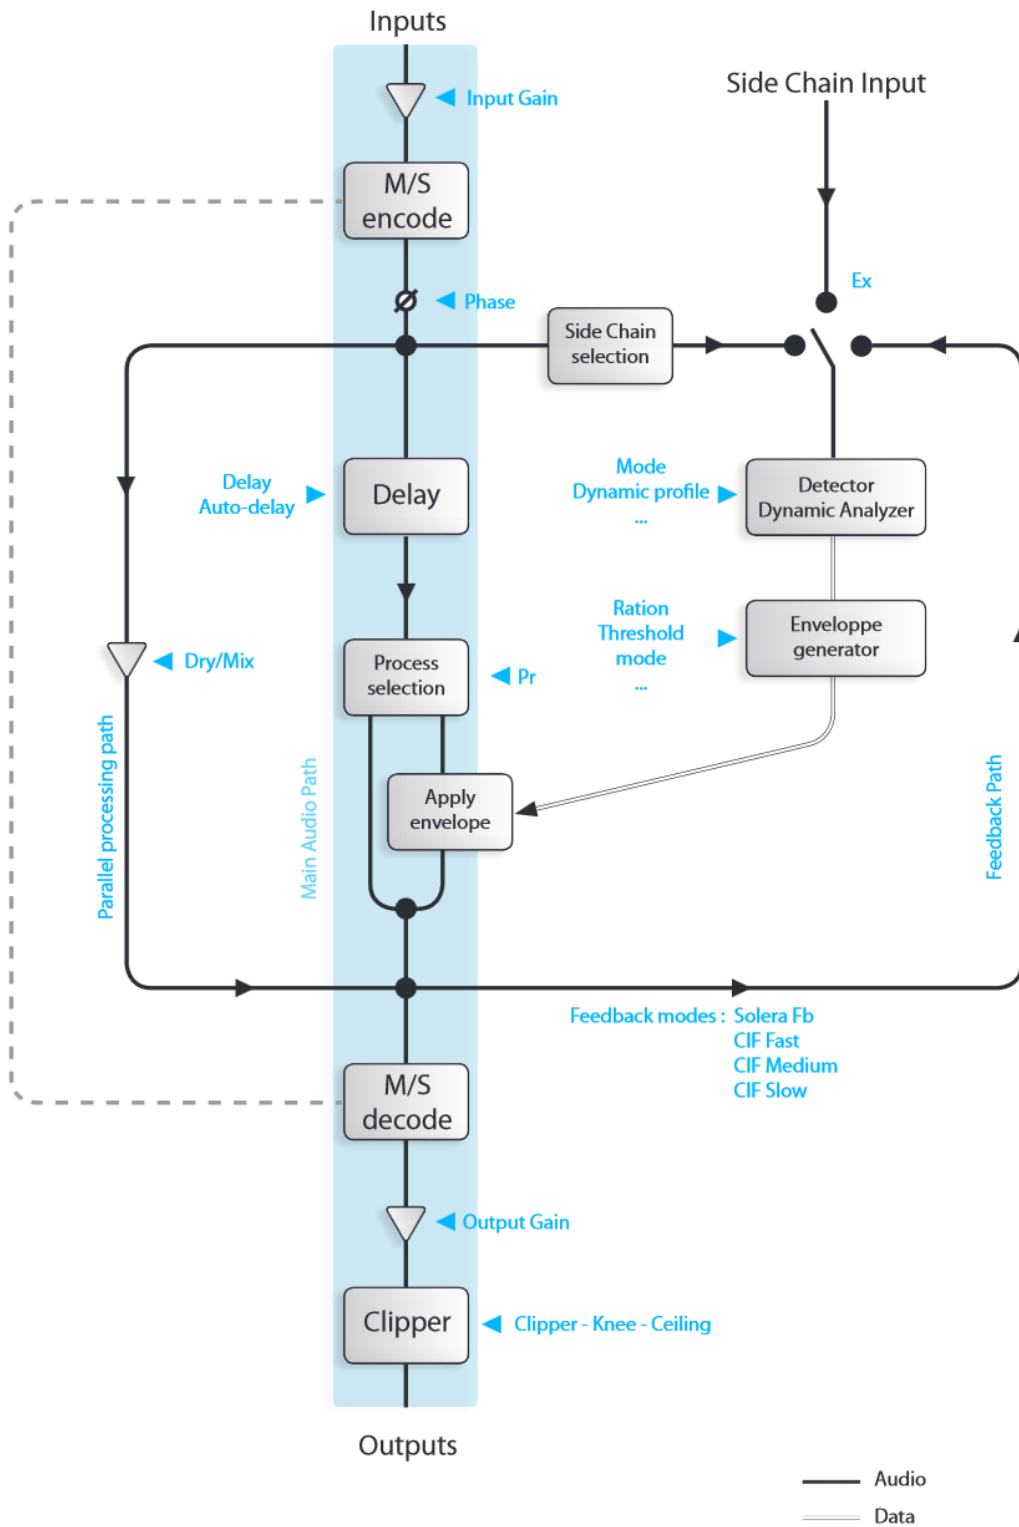 Inputs
Side Chain Input
Input Gain
M/S
encode
Ex
Phase
Side Chain
selection
Delay
Auto-delay
Delay
Mode
Dynamic profile
...
Detector
Dynamic Analyzer
Ration
Threshold
mode
...
Enveloppe
generator
Process
selection
Pr
Dry/Mix
Parallel processing path
Main Audio Path
Apply
envelope
Feedback Path
Feedback modes : Solera Fb
CIF Fast
CIF Medium
CIF Slow
M/S
decode
Output Gain
Clipper
Clipper - Knee - Ceiling
Outputs
Audio
Data